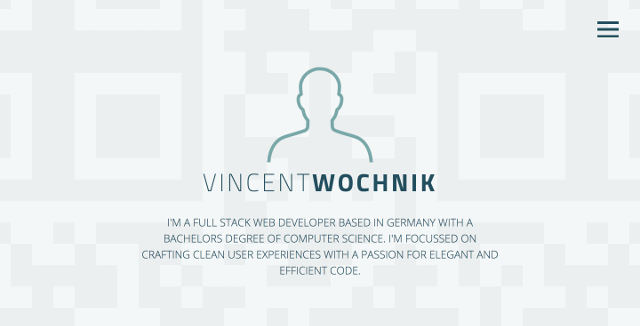 VINCENTWOCHNIK
I'M A FULL STACK WEB DEVELOPER BASED IN GERMANY WITH A
BACHELORS DEGREE OF COMPUTER SCIENCE. I'M FOCUSSED ON
CRAFTING CLEAN USER EXPERIENCES WITH A PASSION FOR ELEGANT AND
EFFICIENT CODE.